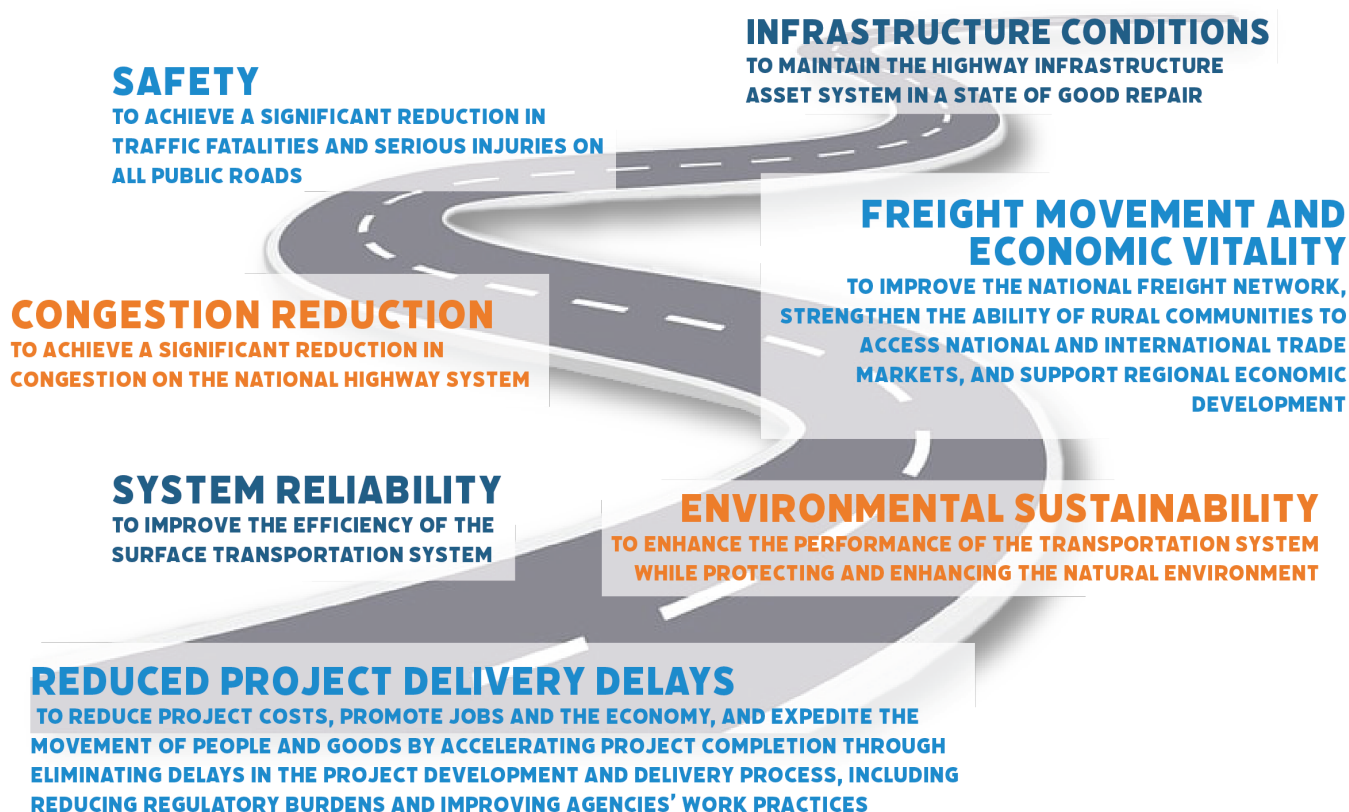 INFRASTRUCTURE CONDITIONS
TO MAINTAIN THE HIGHWAY INFRASTRUCTURE
ASSET SYSTEM IN A STATE OF GOOD REPAIR
SAFETY
TO ACHIEVE A SIGNIFICANT REDUCTION IN
TRAFFIC FATALITIES AND SERIOUS INJURIES ON
ALL PUBLIC ROADS
FREIGHT MOVEMENT AND
ECONOMIC VITALITY
TO IMPROVE THE NATIONAL FREIGHT NETWORK,
STRENGTHEN THE ABILITY OF RURAL COMMUNITIES TO
ACCESS NATIONAL AND INTERNATIONAL TRADE
MARKETS, AND SUPPORT REGIONAL ECONOMIC
DEVELOPMENT
CONGESTION REDUCTION
TO ACHIEVE A SIGNIFICANT REDUCTION IN
CONGESTION ON THE NATIONAL HIGHWAY SYSTEM
SYSTEM RELIABILITY
TO IMPROVE THE EFFICIENCY OF THE
SURFACE TRANSPORTATION SYSTEM
ENVIRONMENTAL SUSTAINABILITY
TO ENHANCE THE PERFORMANCE OF THE TRANSPORTATION SYSTEM
WHILE PROTECTING AND ENHANCING THE NATURAL ENVIRONMENT
REDUCED PROJECT DELIVERY DELAYS
TO REDUCE PROJECT COSTS, PROMOTE JOBS AND THE ECONOMY, AND EXPEDITE THE
MOVEMENT OF PEOPLE AND GOODS BY ACCELERATING PROJECT COMPLETION THROUGH
ELIMINATING DELAYS IN THE PROJECT DEVELOPMENT AND DELIVERY PROCESS, INCLUDING
REDUCING REGULATORY BURDENS AND IMPROVING AGENCIES' WORK PRACTICES